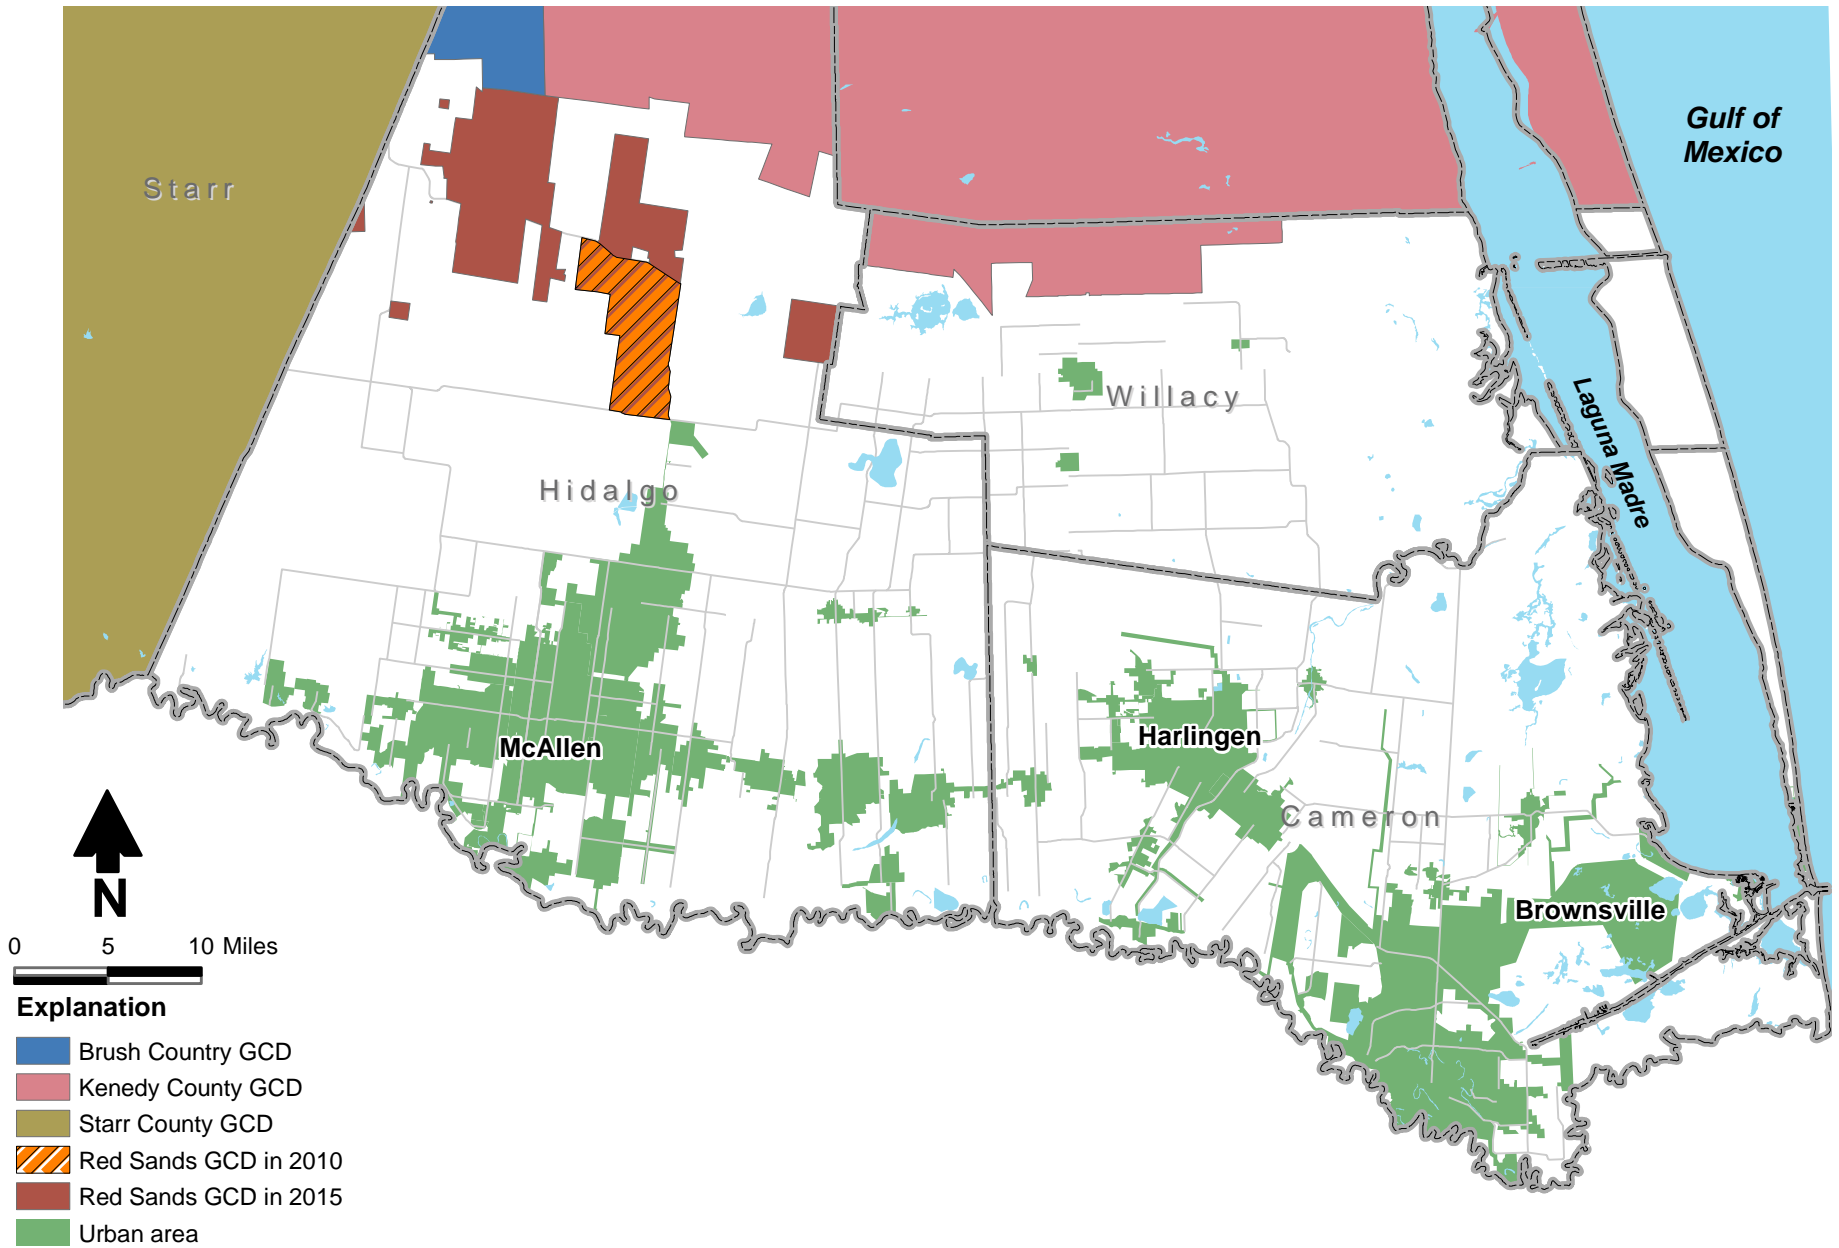 Gulf of
Mexico
Starr
Willacy
Laguna Madre
Hidalgo
McAllen
Harlingen
Cameron
Brownsville
N
0 5 10 Miles
Explanation
Brush Country GCD
Kenedy County GCD
Starr County GCD
Red Sands GCD in 2010
Red Sands GCD in 2015
Urban area